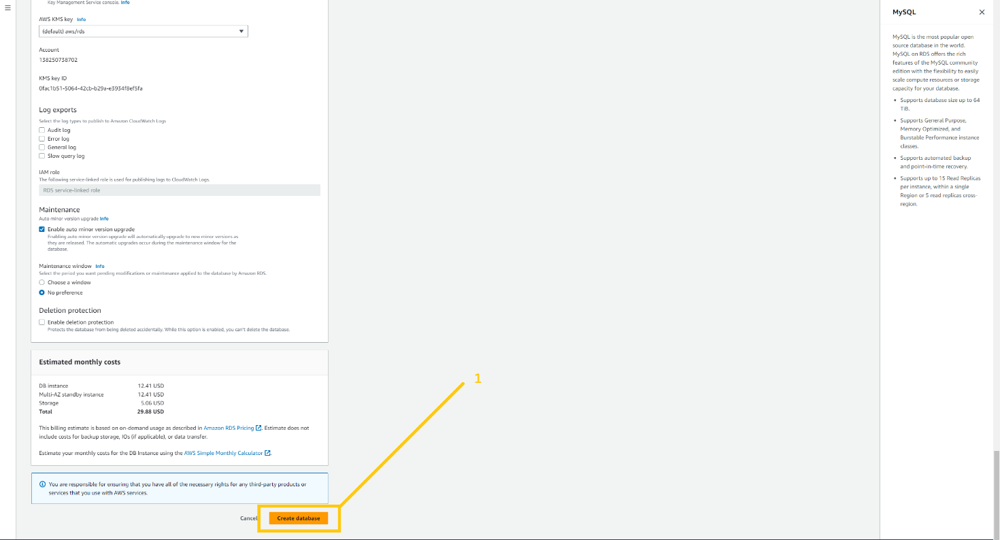 Key Management Service console. Info
AWS KMS key Info
(default) aws/rds
Account
138250738702
KMS key ID
0fac1b51-5064-42cb-b29a-e3934f8ef5fa
Log exports
Select the log types to publish to Amazon CloudWatch Logs
Audit log
Error log
General log
Slow query log
IAM role
The following service-linked role is used for publishing logs to CloudWatch Logs.
RDS service-linked role
Maintenance
Auto minor version upgrade Info
Enable auto minor version upgrade
Enabling auto minor version upgrade will automatically upgrade to new minor versions as
they are released. The automatic upgrades occur during the maintenance window for the
database.
Maintenance window Info
Select the period you want pending modifications or maintenance applied to the database by Amazon RDS.
Choose a window
No preference
Deletion protection
Enable deletion protection
Protects the database from being deleted accidentally. While this option is enabled, you can't delete the database.
Estimated monthly costs
DB instance 12.41 USD
Multi-AZ standby instance 12.41 USD
Storage 5.06 USD
Total 29.88 USD
This billing estimate is based on on-demand usage as described in Amazon RDS Pricing. Estimate does not
include costs for backup storage, IOs (if applicable), or data transfer.
Estimate your monthly costs for the DB Instance using the AWS Simple Monthly Calculator.
You are responsible for ensuring that you have all of the necessary rights for any third-party products or
services that you use with AWS services.
Cancel
Create database
1
MySQL
MySQL is the most popular open
source database in the world.
MySQL on RDS offers the rich
features of the MySQL community
edition with the flexibility to easily
scale compute resources or storage
capacity for your database.
• Supports database size up to 64
TiB.
• Supports General Purpose,
Memory Optimized, and
Burstable Performance instance
classes.
• Supports automated backup
and point-in-time recovery.
• Supports up to 15 Read Replicas
per instance, within a single
Region or 5 read replicas cross-
region.